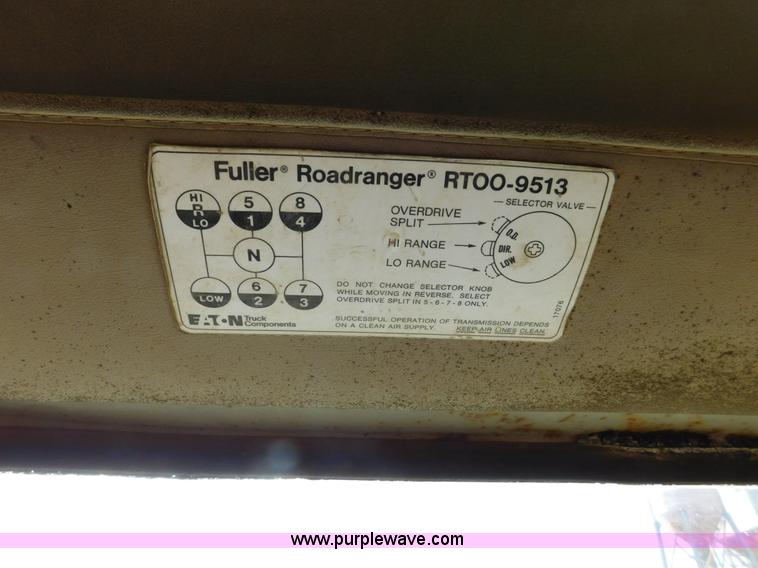 Fuller® Roadranger® RTOO-9513
HI
R
LO
5
1
8
4
N
LOW
6
2
7
3
— SELECTOR VALVE —
OVERDRIVE
SPLIT
HI RANGE
LO RANGE
O.D.
DIR.
LOW
DO NOT CHANGE SELECTOR KNOB
WHILE MOVING IN REVERSE. SELECT
OVERDRIVE SPLIT IN 5-6-7-8 ONLY.
SUCCESSFUL OPERATION OF TRANSMISSION DEPENDS
ON A CLEAN AIR SUPPLY. KEEP AIR LINES CLEAN.
EATON Truck
Components
17076
www.purplewave.com